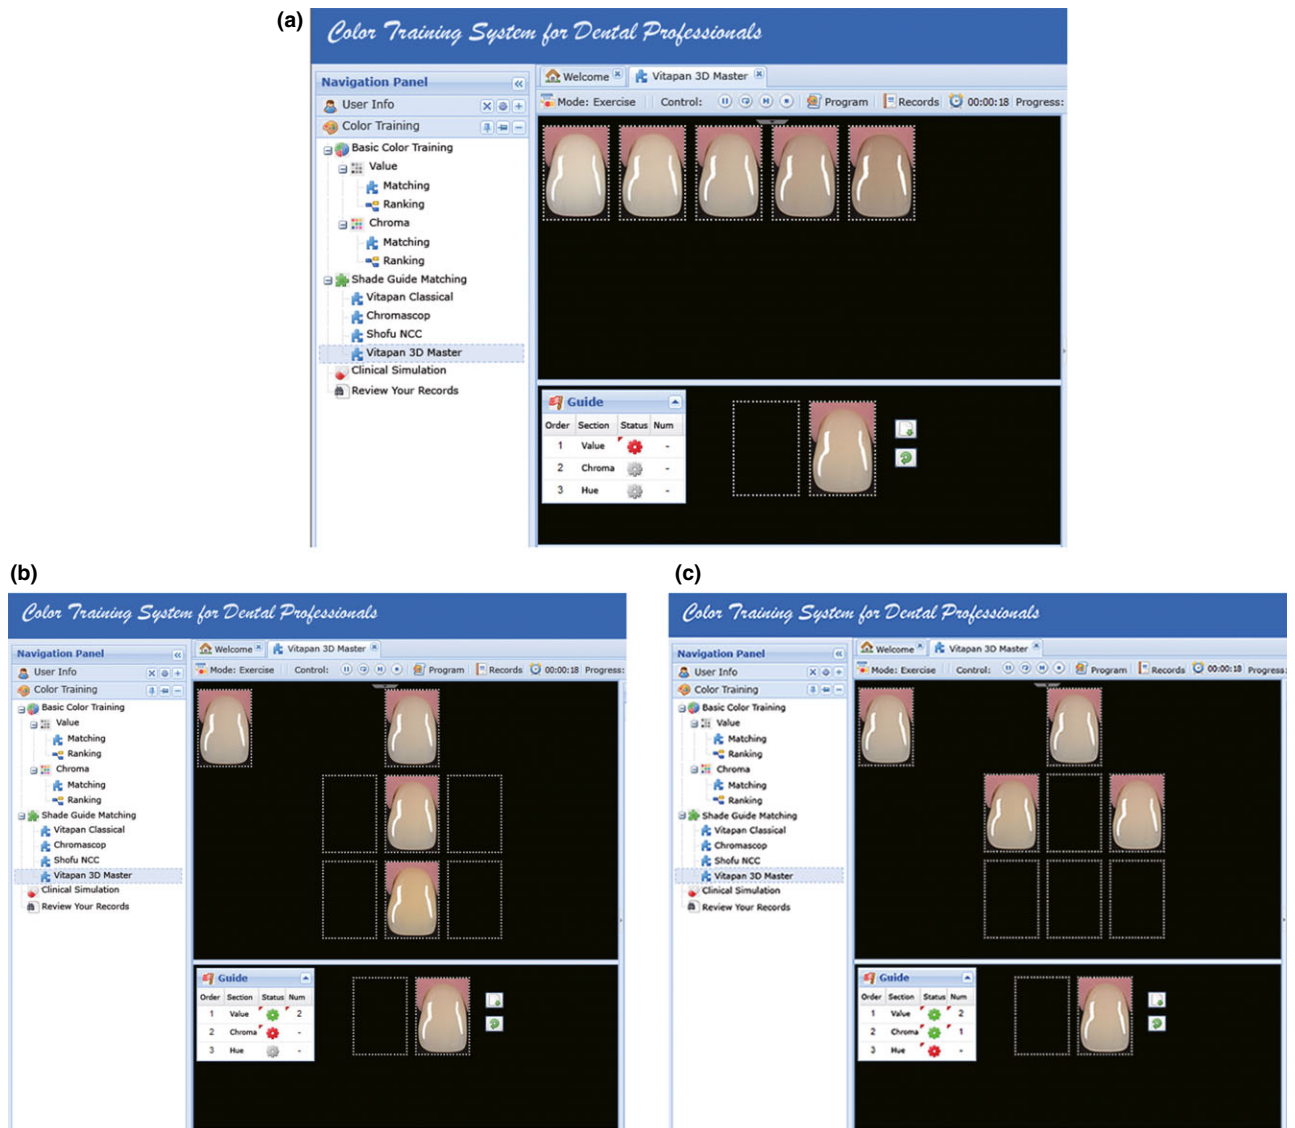 (a)
Color Training System for Dental Professionals
Navigation Panel
User Info
Color Training
Basic Color Training
Value
Matching
Ranking
Chroma
Matching
Ranking
Shade Guide Matching
Vitapan Classical
Chromascop
Shofu NCC
Vitapan 3D Master
Clinical Simulation
Review Your Records
Welcome Vitapan 3D Master
Mode: Exercise Control: Program Records 00:00:18 Progress:
Guide
Order Section Status Num
1 Value -
2 Chroma -
3 Hue -
(b)
Color Training System for Dental Professionals
Navigation Panel
User Info
Color Training
Basic Color Training
Value
Matching
Ranking
Chroma
Matching
Ranking
Shade Guide Matching
Vitapan Classical
Chromascop
Shofu NCC
Vitapan 3D Master
Clinical Simulation
Review Your Records
Welcome Vitapan 3D Master
Mode: Exercise Control: Program Records 00:00:18 Progress:
Guide
Order Section Status Num
1 Value 2
2 Chroma -
3 Hue -
(c)
Color Training System for Dental Professionals
Navigation Panel
User Info
Color Training
Basic Color Training
Value
Matching
Ranking
Chroma
Matching
Ranking
Shade Guide Matching
Vitapan Classical
Chromascop
Shofu NCC
Vitapan 3D Master
Clinical Simulation
Review Your Records
Welcome Vitapan 3D Master
Mode: Exercise Control: Program Records 00:00:18 Progress:
Guide
Order Section Status Num
1 Value 2
2 Chroma 1
3 Hue -